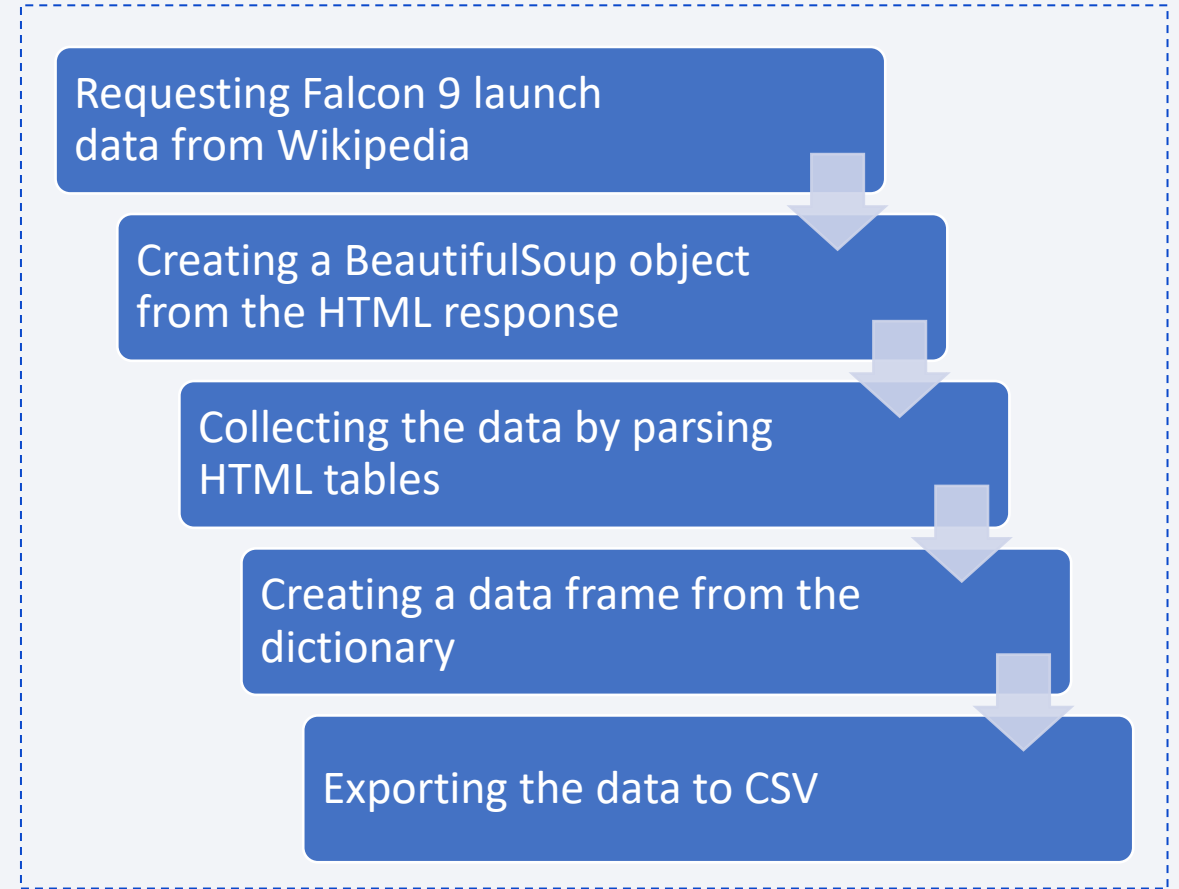 Requesting Falcon 9 launch
data from Wikipedia
Creating a BeautifulSoup object
from the HTML response
Collecting the data by parsing
HTML tables
Creating a data frame from the
dictionary
Exporting the data to CSV